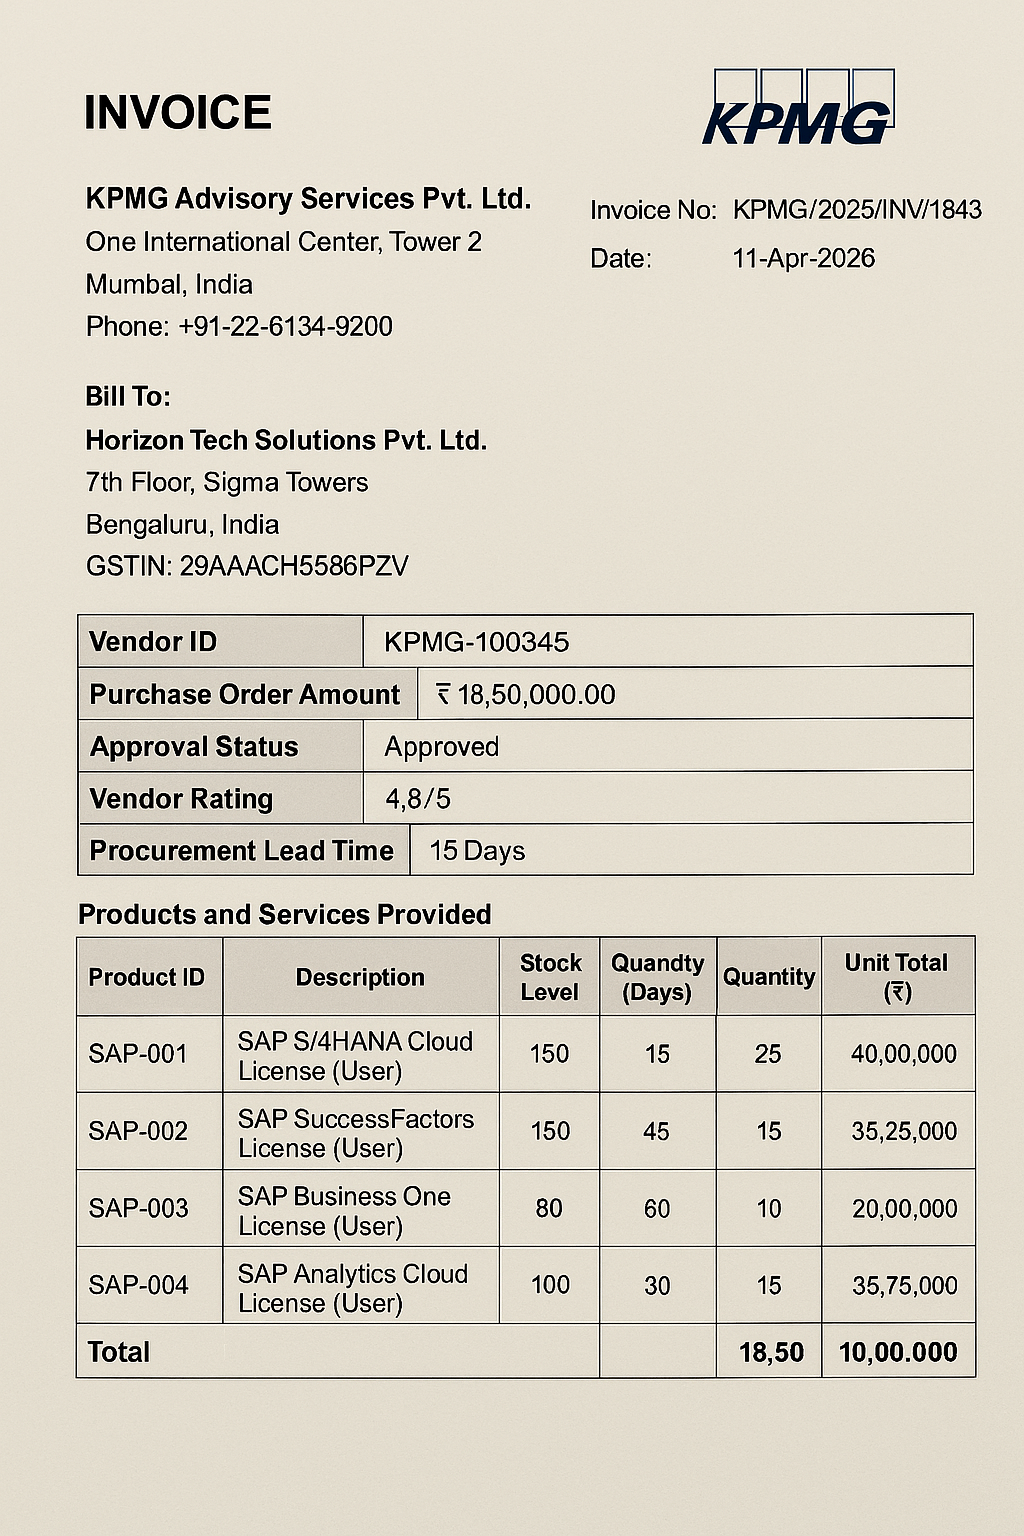 INVOICE
KPMG
KPMG Advisory Services Pvt. Ltd.
One International Center, Tower 2
Mumbal, India
Phone: +91-22-6134-9200
Invoice No: KPMG/2025/INV/1843
Date: 11-Apr-2026
Bill To:
Horizon Tech Solutions Pvt. Ltd.
7th Floor, Sigma Towers
Bengaluru, India
GSTIN: 29AAACH5586PZV
Vendor ID KPMG-100345
Purchase Order Amount ₹ 18,50,000.00
Approval Status Approved
Vendor Rating 4,8/5
Procurement Lead Time 15 Days
Products and Services Provided
Product ID Description Stock Level Quandty (Days) Quantity Unit Total (₹)
SAP-001 SAP S/4HANA Cloud License (User) 150 15 25 40,00,000
SAP-002 SAP SuccessFactors License (User) 150 45 15 35,25,000
SAP-003 SAP Business One License (User) 80 60 10 20,00,000
SAP-004 SAP Analytics Cloud License (User) 100 30 15 35,75,000
Total 18,50 10,00.000